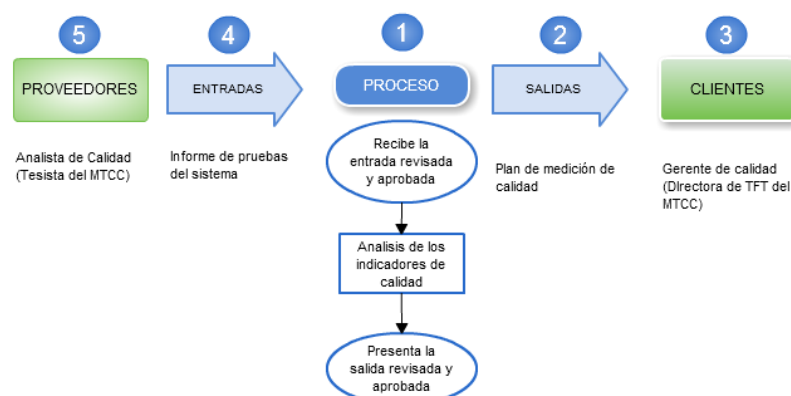 5
4
1
2
3
PROVEEDORES
ENTRADAS
PROCESO
SALIDAS
CLIENTES
Analista de Calidad
(Tesista del MTCC)
Informe de pruebas
del sistema
Recibe la
entrada revisada
y aprobada
Analisis de los
indicadores de
calidad
Presenta la
salida revisada y
aprobada
Plan de medición de
calidad
Gerente de calidad
(DIrectora de TFT del
MTCC)